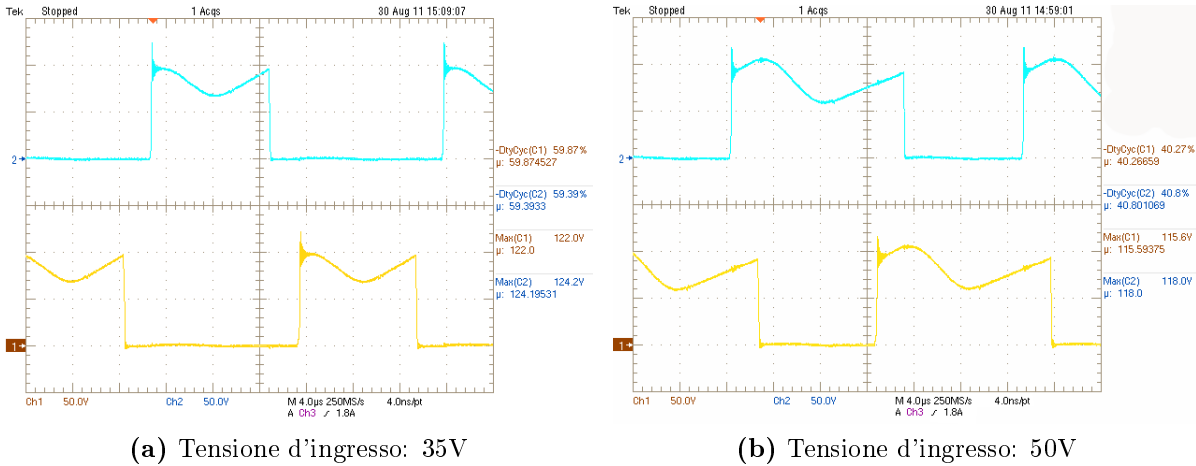 Tek Stopped 1 Acqs 30 Aug 11 15:09:07
2
-DtyCyc(C1) 59.87%
µ: 59.874527
-DtyCyc(C2) 59.39%
µ: 59.3933
Max(C1) 122.0V
µ: 122.0
Max(C2) 124.2V
µ: 124.19531
1
Ch1 50.0V Ch2 50.0V M 4.0µs 250MS/s 4.0ns/pt
A Ch3 ⁄ 1.8A
(a) Tensione d'ingresso: 35V
Tek Stopped 1 Acqs 30 Aug 11 14:59:01
2
-DtyCyc(C1) 40.27%
µ: 40.26659
-DtyCyc(C2) 40.8%
µ: 40.801069
Max(C1) 115.6V
µ: 115.59375
Max(C2) 118.0V
µ: 118.0
1
Ch1 50.0V Ch2 50.0V M 4.0µs 250MS/s 4.0ns/pt
A Ch3 ⁄ 1.8A
(b) Tensione d'ingresso: 50V